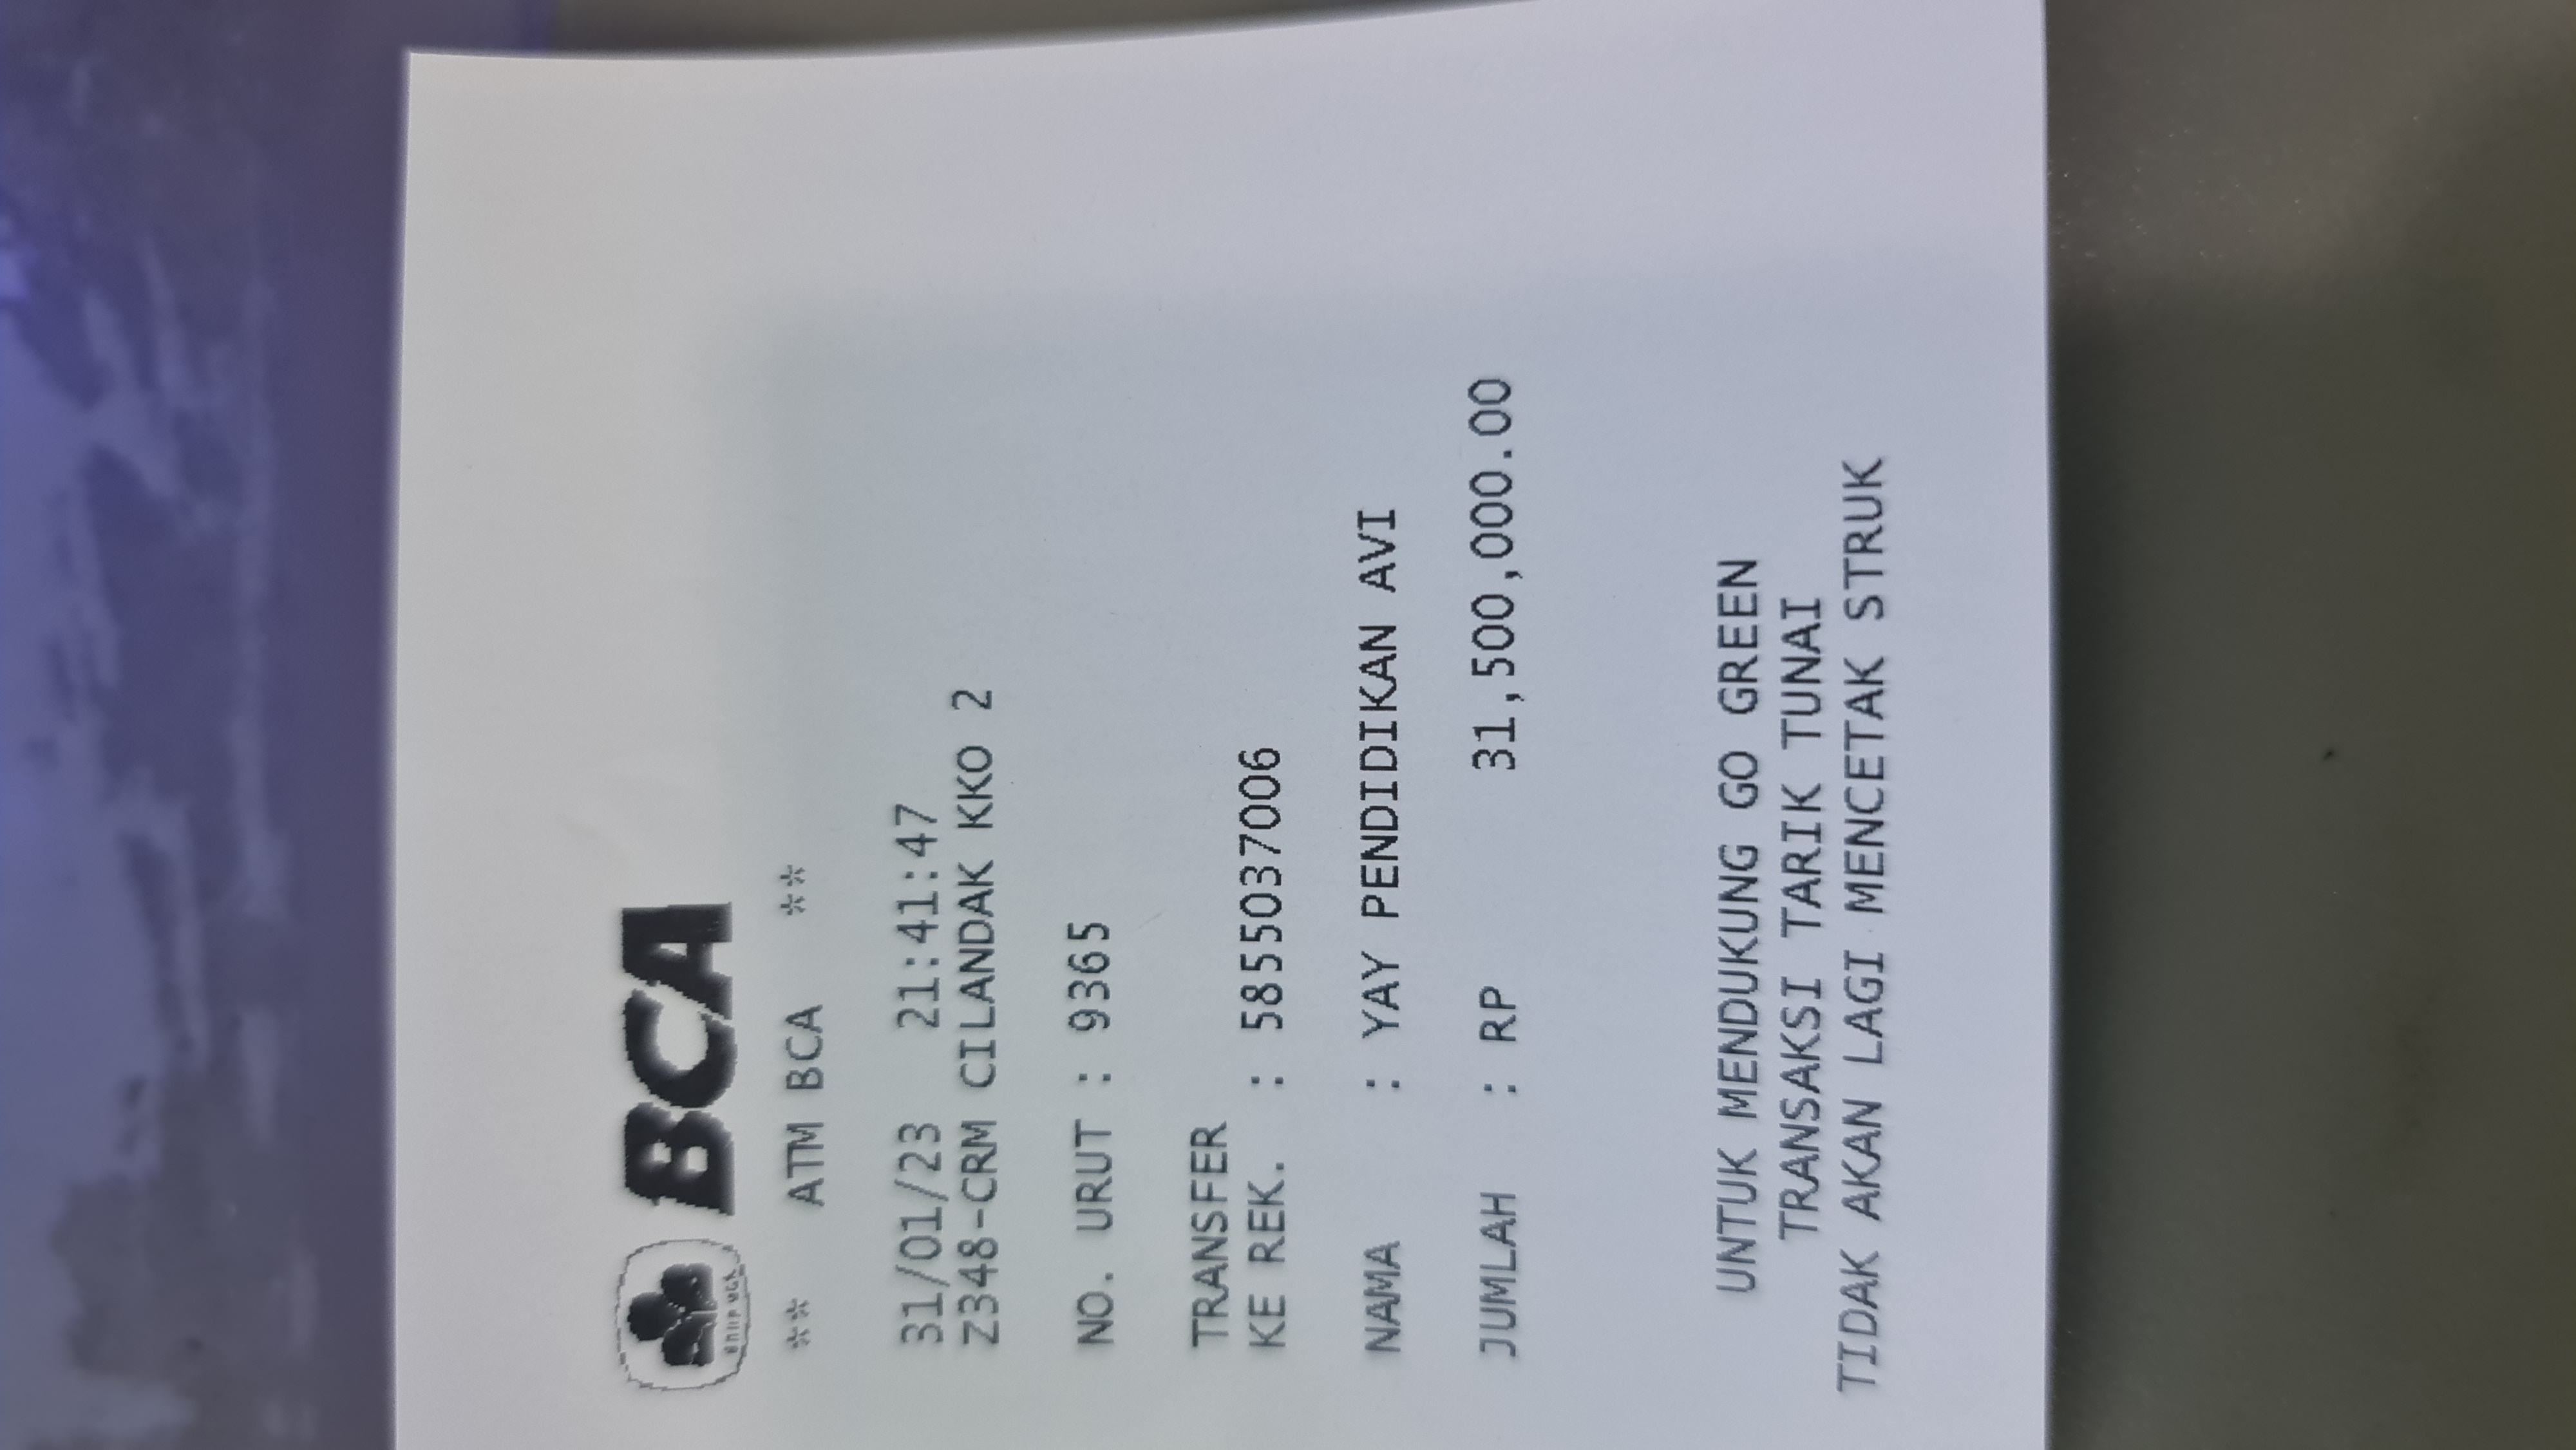 BCA
** ATM BCA **
31/01/23 21:41:47
Z348-CRM CILANDAK KKO 2
NO. URUT : 9365
TRANSFER
KE REK. : 5855037006
NAMA : YAY PENDIDIKAN AVI
JUMLAH : RP 31,500,000.00
UNTUK MENDUKUNG GO GREEN
TRANSAKSI TARIK TUNAI
TIDAK AKAN LAGI MENCETAK STRUK